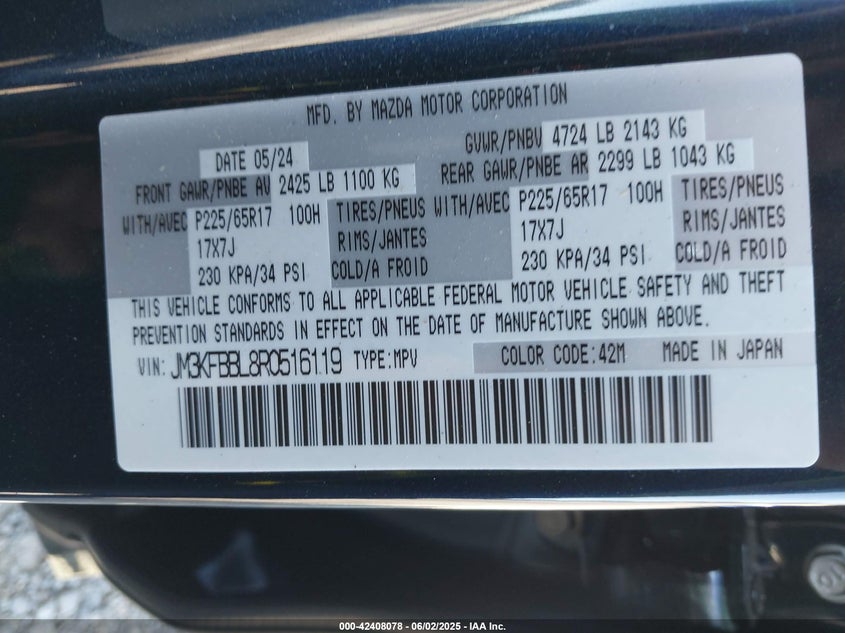 MFD. BY MAZDA MOTOR CORPORATION
DATE 05/24 GVWR/PNBV 4724 LB 2143 KG
FRONT GAWR/PNBE AV 2425 LB 1100 KG REAR GAWR/PNBE AR 2299 LB 1043 KG
WITH/AVEC P225/65R17 100H TIRES/PNEUS WITH/AVEC P225/65R17 100H TIRES/PNEUS
17X7J RIMS/JANTES 17X7J RIMS/JANTES
230 KPA/34 PSI COLD/A FROID 230 KPA/34 PSI COLD/A FROID
THIS VEHICLE CONFORMS TO ALL APPLICABLE FEDERAL MOTOR VEHICLE SAFETY AND THEFT
PREVENTION STANDARDS IN EFFECT ON THE DATE OF MANUFACTURE SHOWN ABOVE.
VIN: JM3KFBBL8R0516119 TYPE:MPV COLOR CODE:42M MADE IN JAPAN
000-42408078 - 06/02/2025 - IAA Inc.